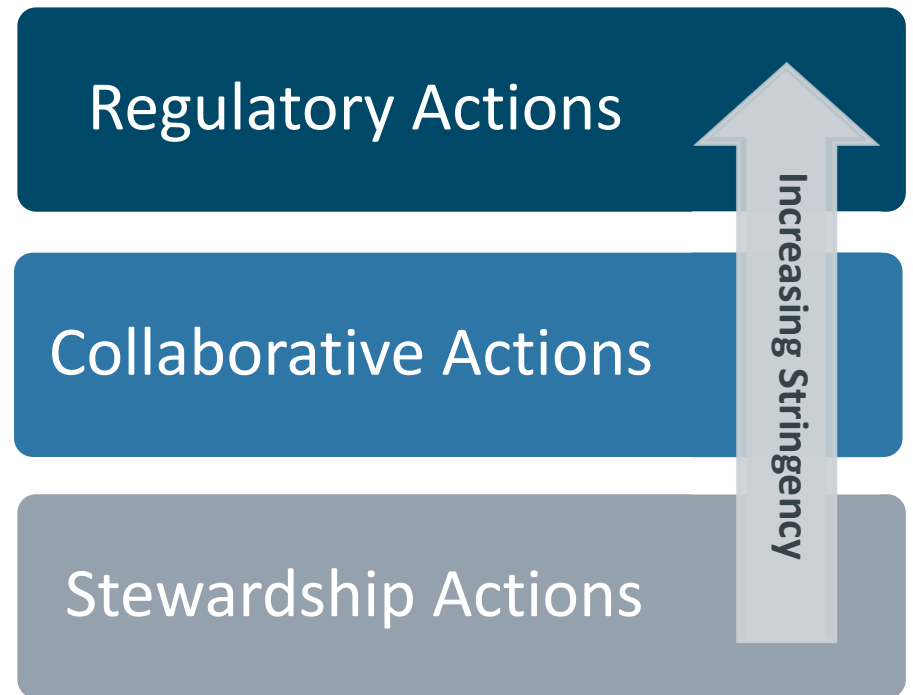 Regulatory Actions
Increasing Stringency
Collaborative Actions
Stewardship Actions